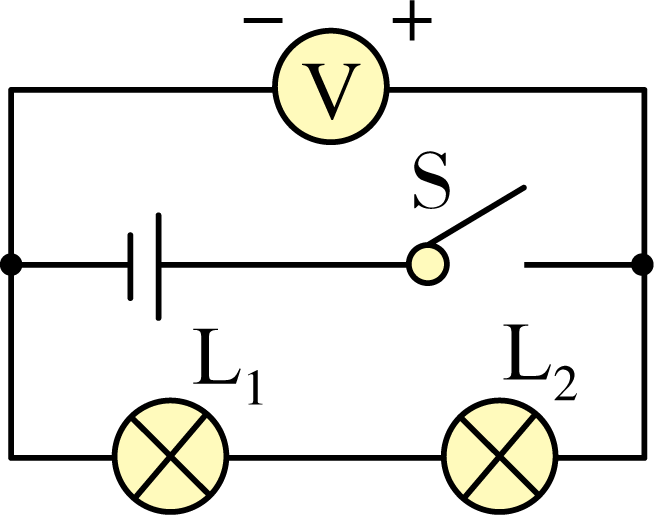 − +
V
S
L₁ L₂